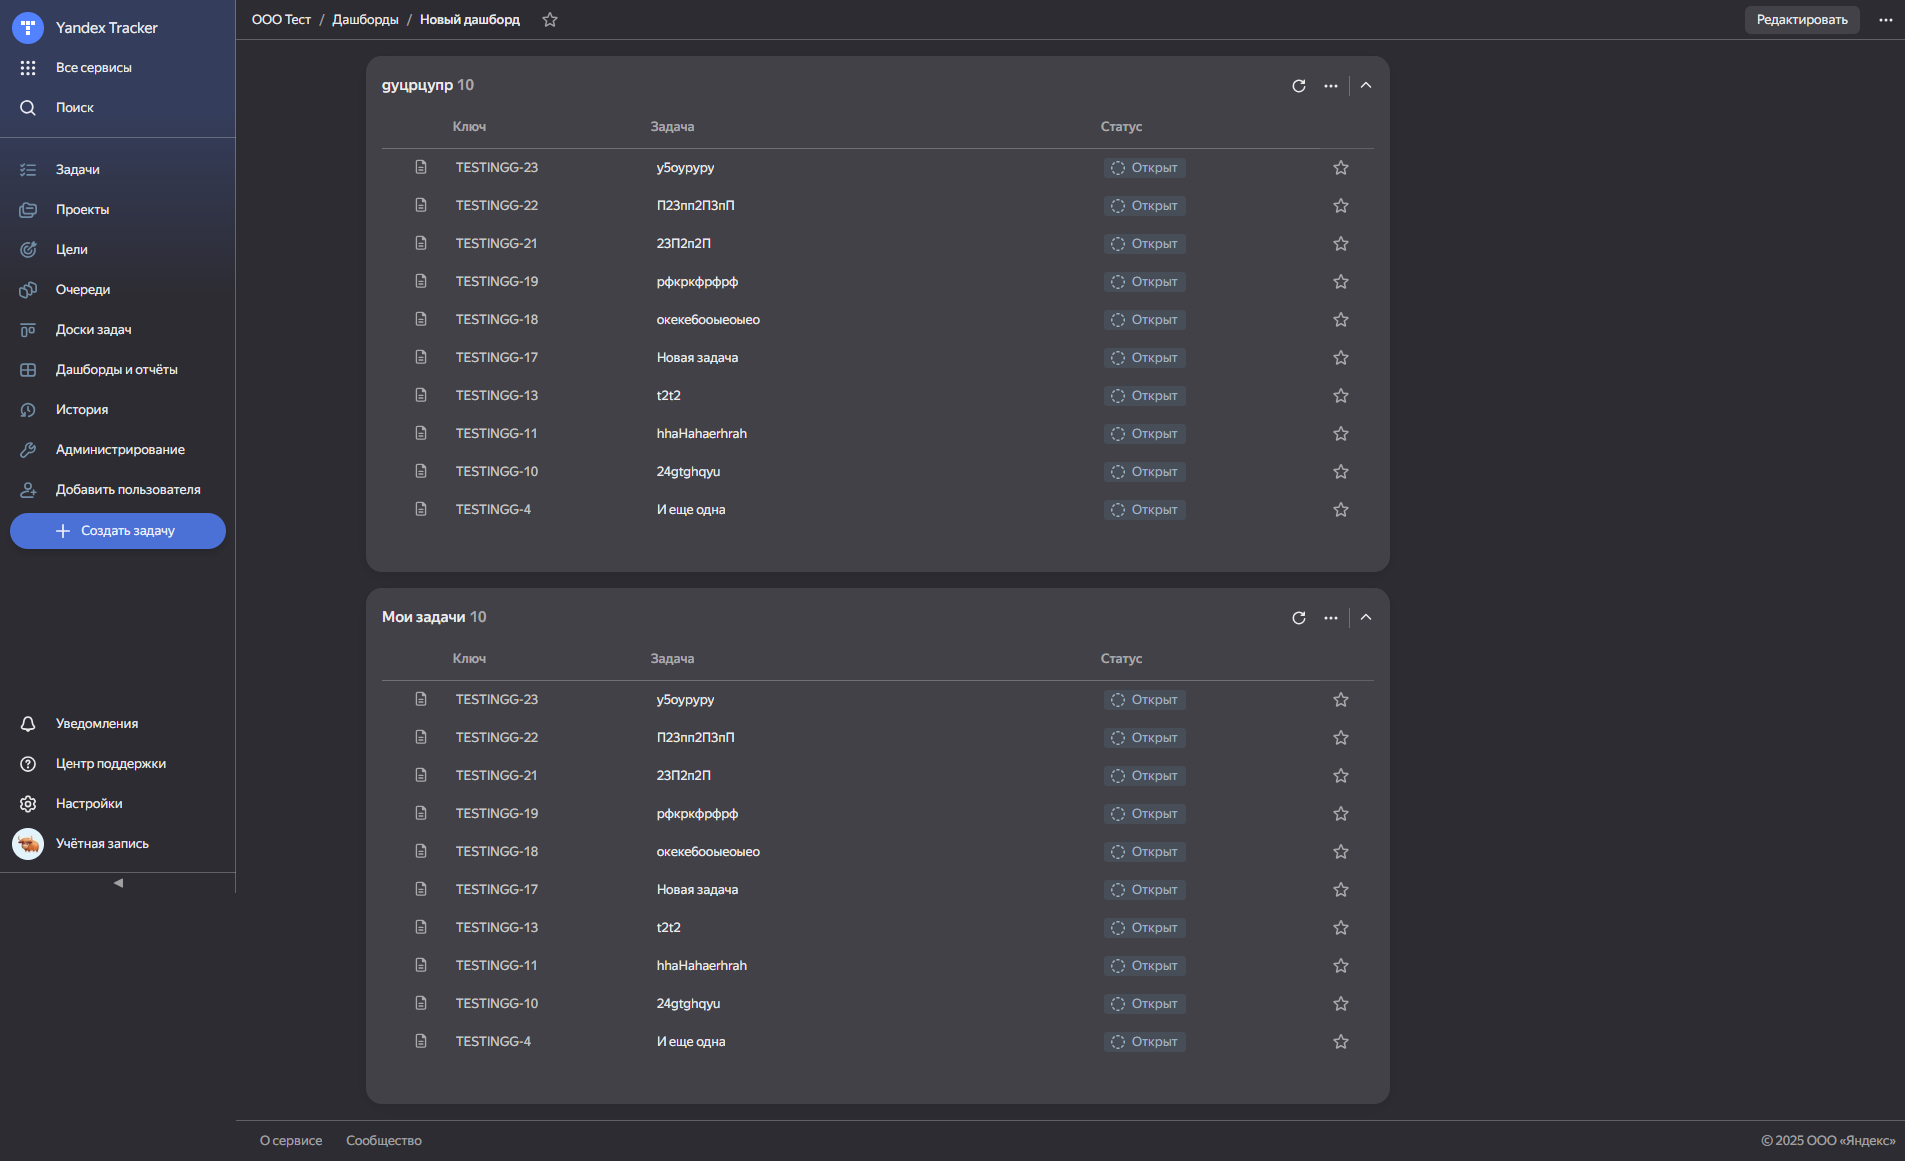 Yandex Tracker
Все сервисы
Поиск
Задачи
Проекты
Цели
Очереди
Доски задач
Дашборды и отчёты
История
Администрирование
Добавить пользователя
Создать задачу
Уведомления
Центр поддержки
Настройки
Учётная запись
ООО Тест / Дашборды / Новый дашборд
Редактировать
дуцрцупр 10
Ключ Задача Статус
TESTINGG-23 у5оуруру Открыт
TESTINGG-22 П23пп2П3пП Открыт
TESTINGG-21 23П2п2П Открыт
TESTINGG-19 рфкркфрфрф Открыт
TESTINGG-18 океке6ооыеоыео Открыт
TESTINGG-17 Новая задача Открыт
TESTINGG-13 t2t2 Открыт
TESTINGG-11 hhaHahaerhrah Открыт
TESTINGG-10 24gtghqyu Открыт
TESTINGG-4 И еще одна Открыт
Мои задачи 10
Ключ Задача Статус
TESTINGG-23 у5оуруру Открыт
TESTINGG-22 П23пп2П3пП Открыт
TESTINGG-21 23П2п2П Открыт
TESTINGG-19 рфкркфрфрф Открыт
TESTINGG-18 океке6ооыеоыео Открыт
TESTINGG-17 Новая задача Открыт
TESTINGG-13 t2t2 Открыт
TESTINGG-11 hhaHahaerhrah Открыт
TESTINGG-10 24gtghqyu Открыт
TESTINGG-4 И еще одна Открыт
О сервисе Сообщество © 2025 ООО «Яндекс»